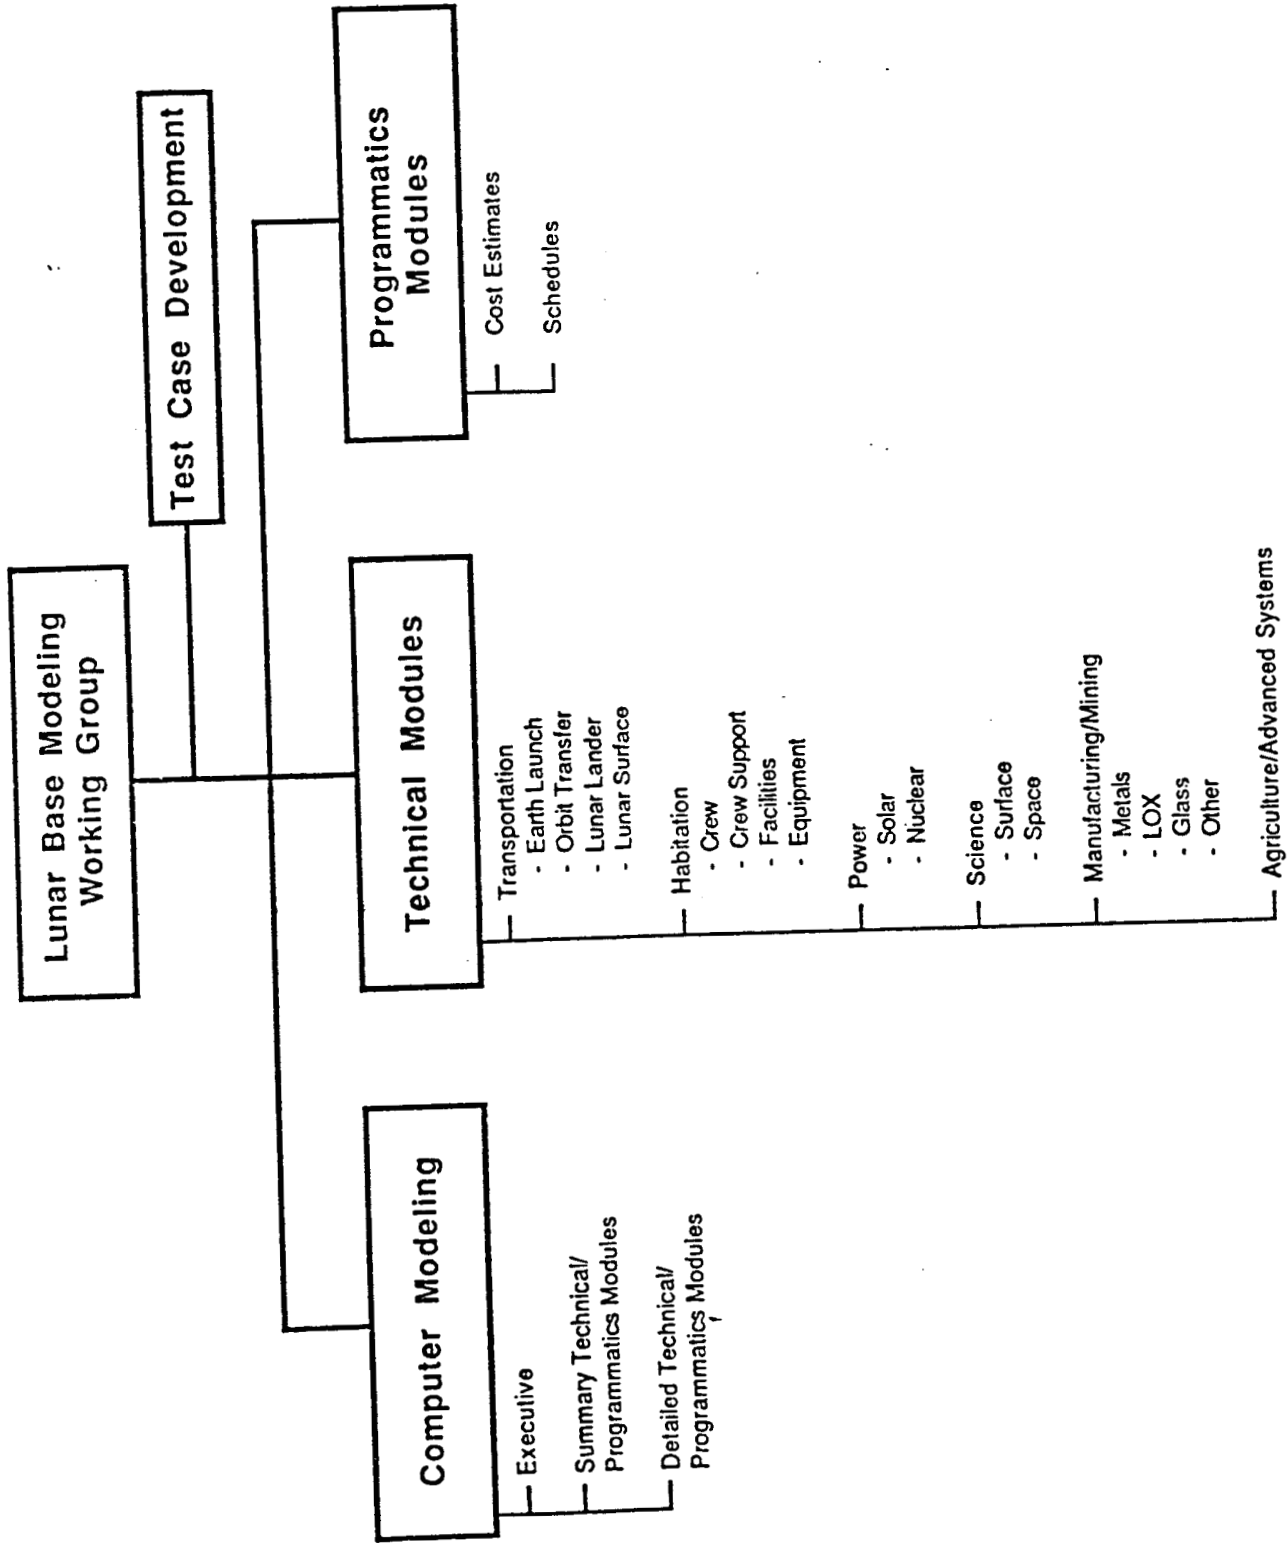 Lunar Base Modeling
Working Group
Test Case Development
Computer Modeling
Executive
Summary Technical/
Programmatics Modules
Detailed Technical/
Programmatics Modules
Technical Modules
Transportation
- Earth Launch
- Orbit Transfer
- Lunar Lander
- Lunar Surface
Habitation
- Crew
- Crew Support
- Facilities
- Equipment
Power
- Solar
- Nuclear
Science
- Surface
- Space
Manufacturing/Mining
- Metals
- LOX
- Glass
- Other
Agriculture/Advanced Systems
Programmatics
Modules
Cost Estimates
Schedules